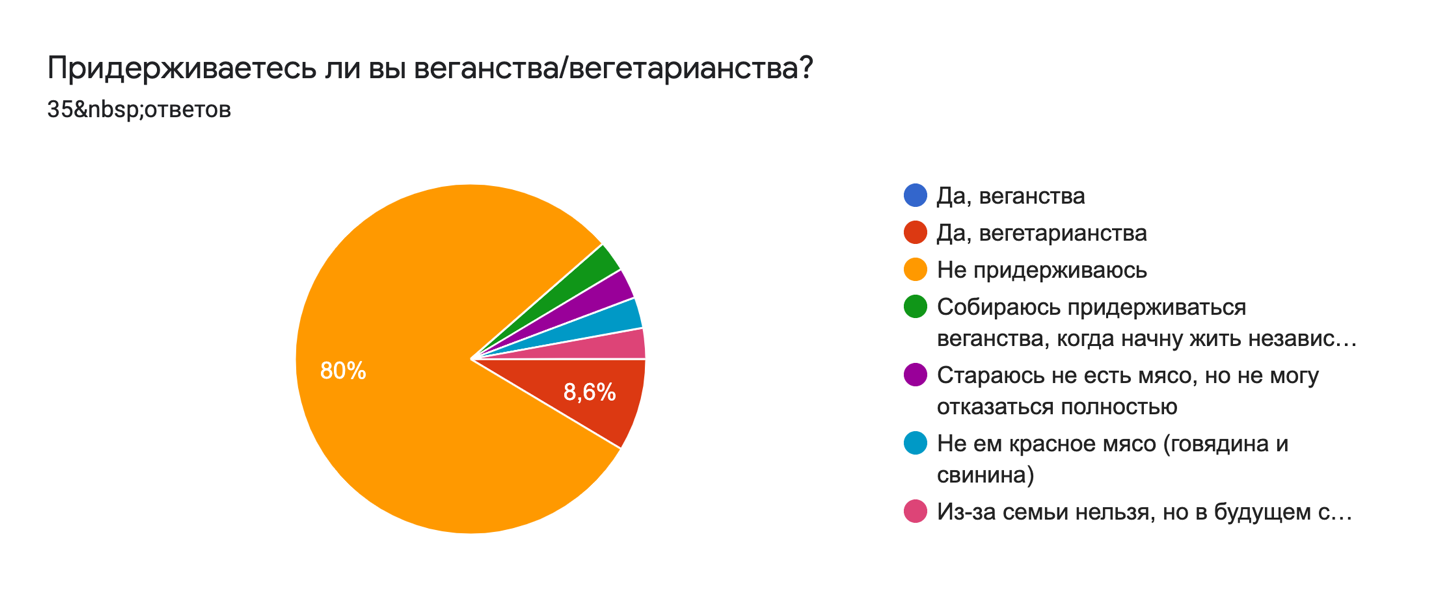 Придерживаетесь ли вы веганства/вегетарианства?
35&nbsp;ответов
80%
8,6%
Да, веганства
Да, вегетарианства
Не придерживаюсь
Собираюсь придерживаться
веганства, когда начну жить независ…
Стараюсь не есть мясо, но не могу
отказаться полностью
Не ем красное мясо (говядина и
свинина)
Из-за семьи нельзя, но в будущем с…